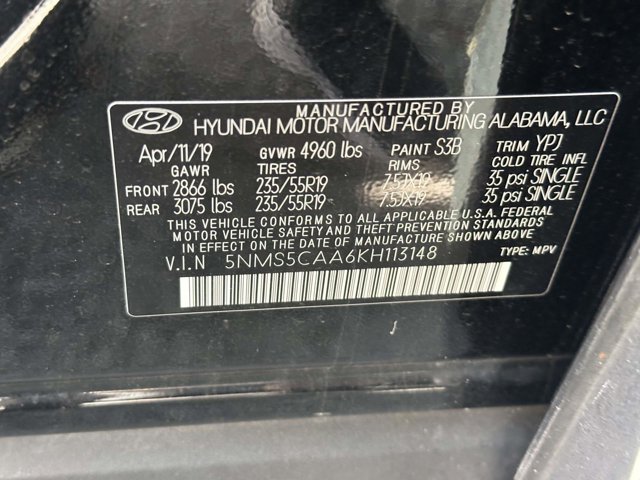 MANUFACTURED BY
HYUNDAI MOTOR MANUFACTURING ALABAMA, LLC
Apr/11/19 GVWR 4960 lbs PAINT S3B TRIM YPJ
GAWR TIRES RIMS COLD TIRE INFL
FRONT 2866 lbs 235/55R19 7.5JX19 35 psi SINGLE
REAR 3075 lbs 235/55R19 7.5JX19 35 psi SINGLE
THIS VEHICLE CONFORMS TO ALL APPLICABLE U.S.A. FEDERAL
MOTOR VEHICLE SAFETY, BUMPER, AND THEFT PREVENTION STANDARDS
IN EFFECT ON THE DATE OF MANUFACTURE SHOWN ABOVE
V.I.N 5NMS5CAA6KH113148 TYPE: MPV